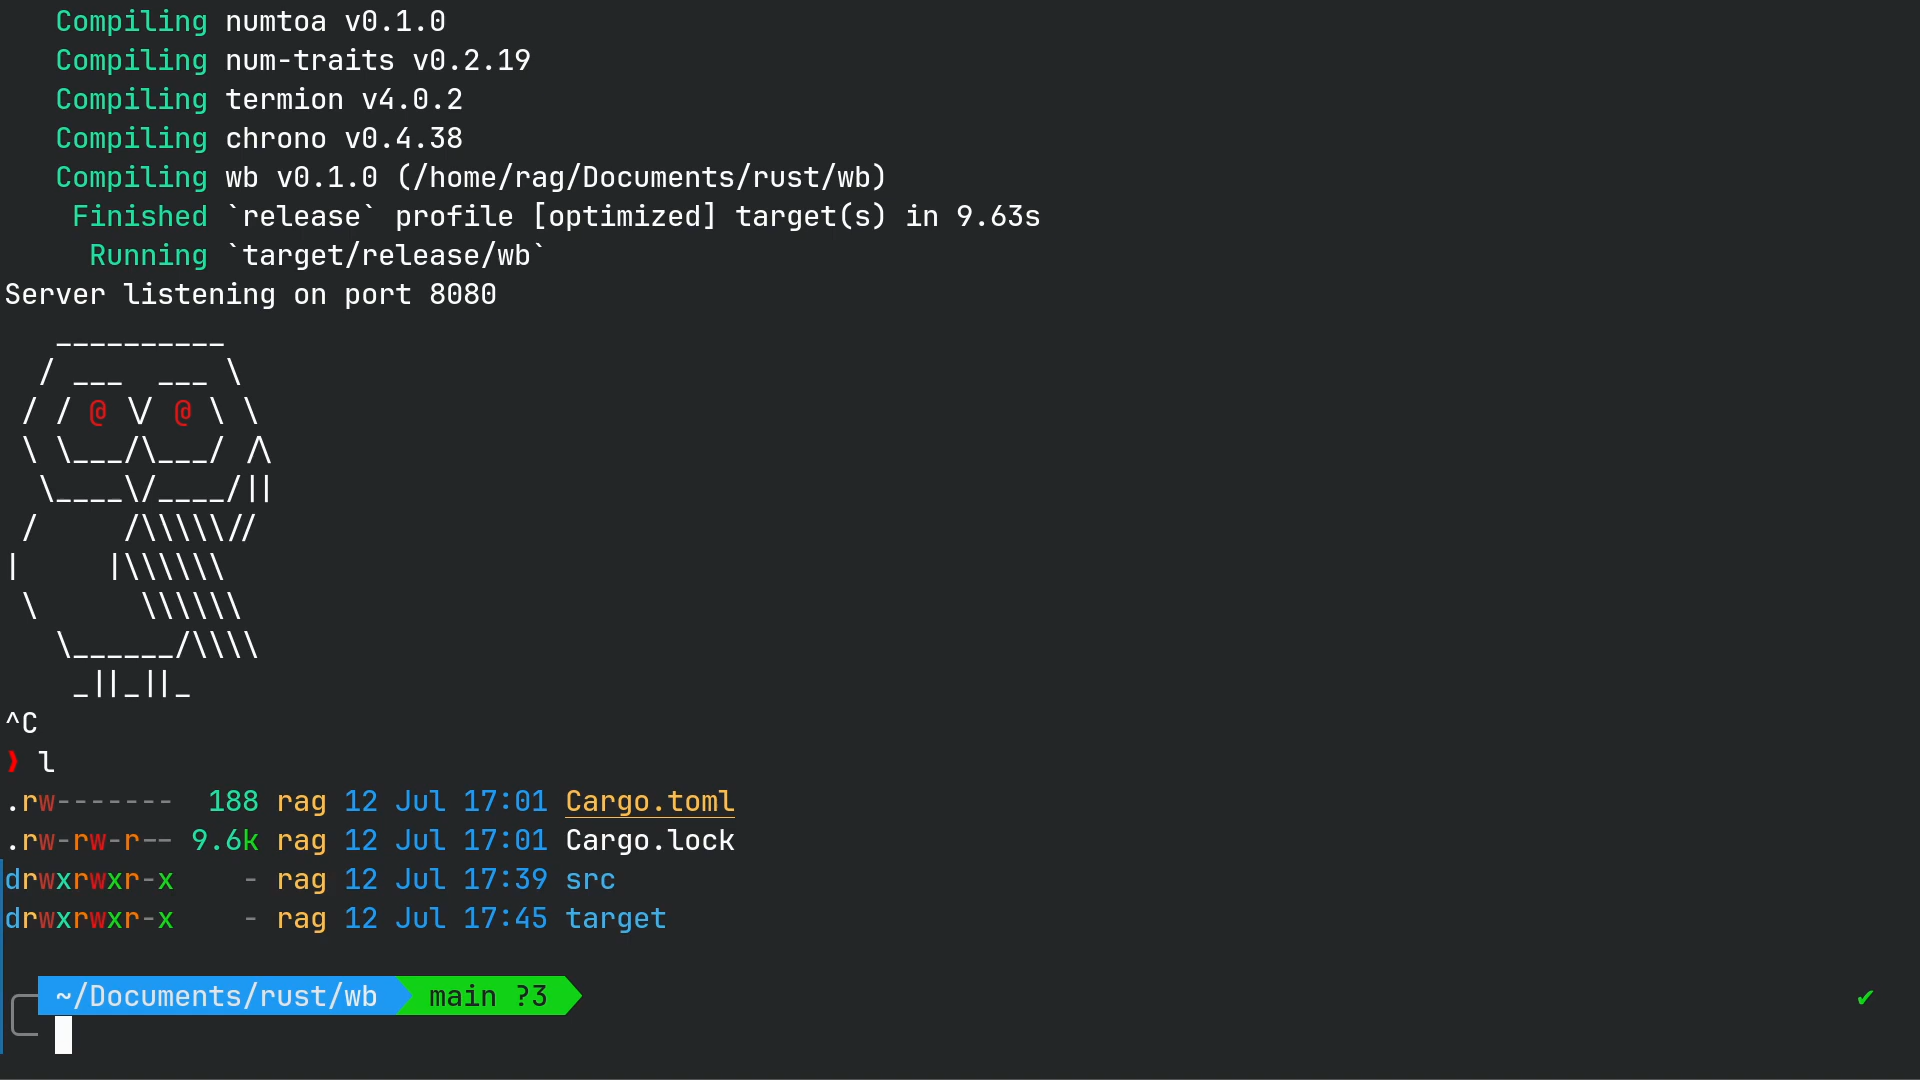 Compiling numtoa v0.1.0
    Compiling num-traits v0.2.19
    Compiling termion v4.0.2
    Compiling chrono v0.4.38
    Compiling wb v0.1.0 (/home/rag/Documents/rust/wb)
     Finished `release` profile [optimized] target(s) in 9.63s
      Running `target/release/wb`
Server listening on port 8080
   __________
  / ___  ___ \
 / / @ \/ @ \ \
 \ \___/\___/ /\
  \____\/____/||
 /     /\\\\\//
|     |\\\\\\
 \      \\\\\\
   \______/\\\\
    _||_||_
^C
❱ l
.rw-------  188 rag 12 Jul 17:01 Cargo.toml
.rw-rw-r-- 9.6k rag 12 Jul 17:01 Cargo.lock
drwxrwxr-x    - rag 12 Jul 17:39 src
drwxrwxr-x    - rag 12 Jul 17:45 target
~/Documents/rust/wb  main ?3  ✔